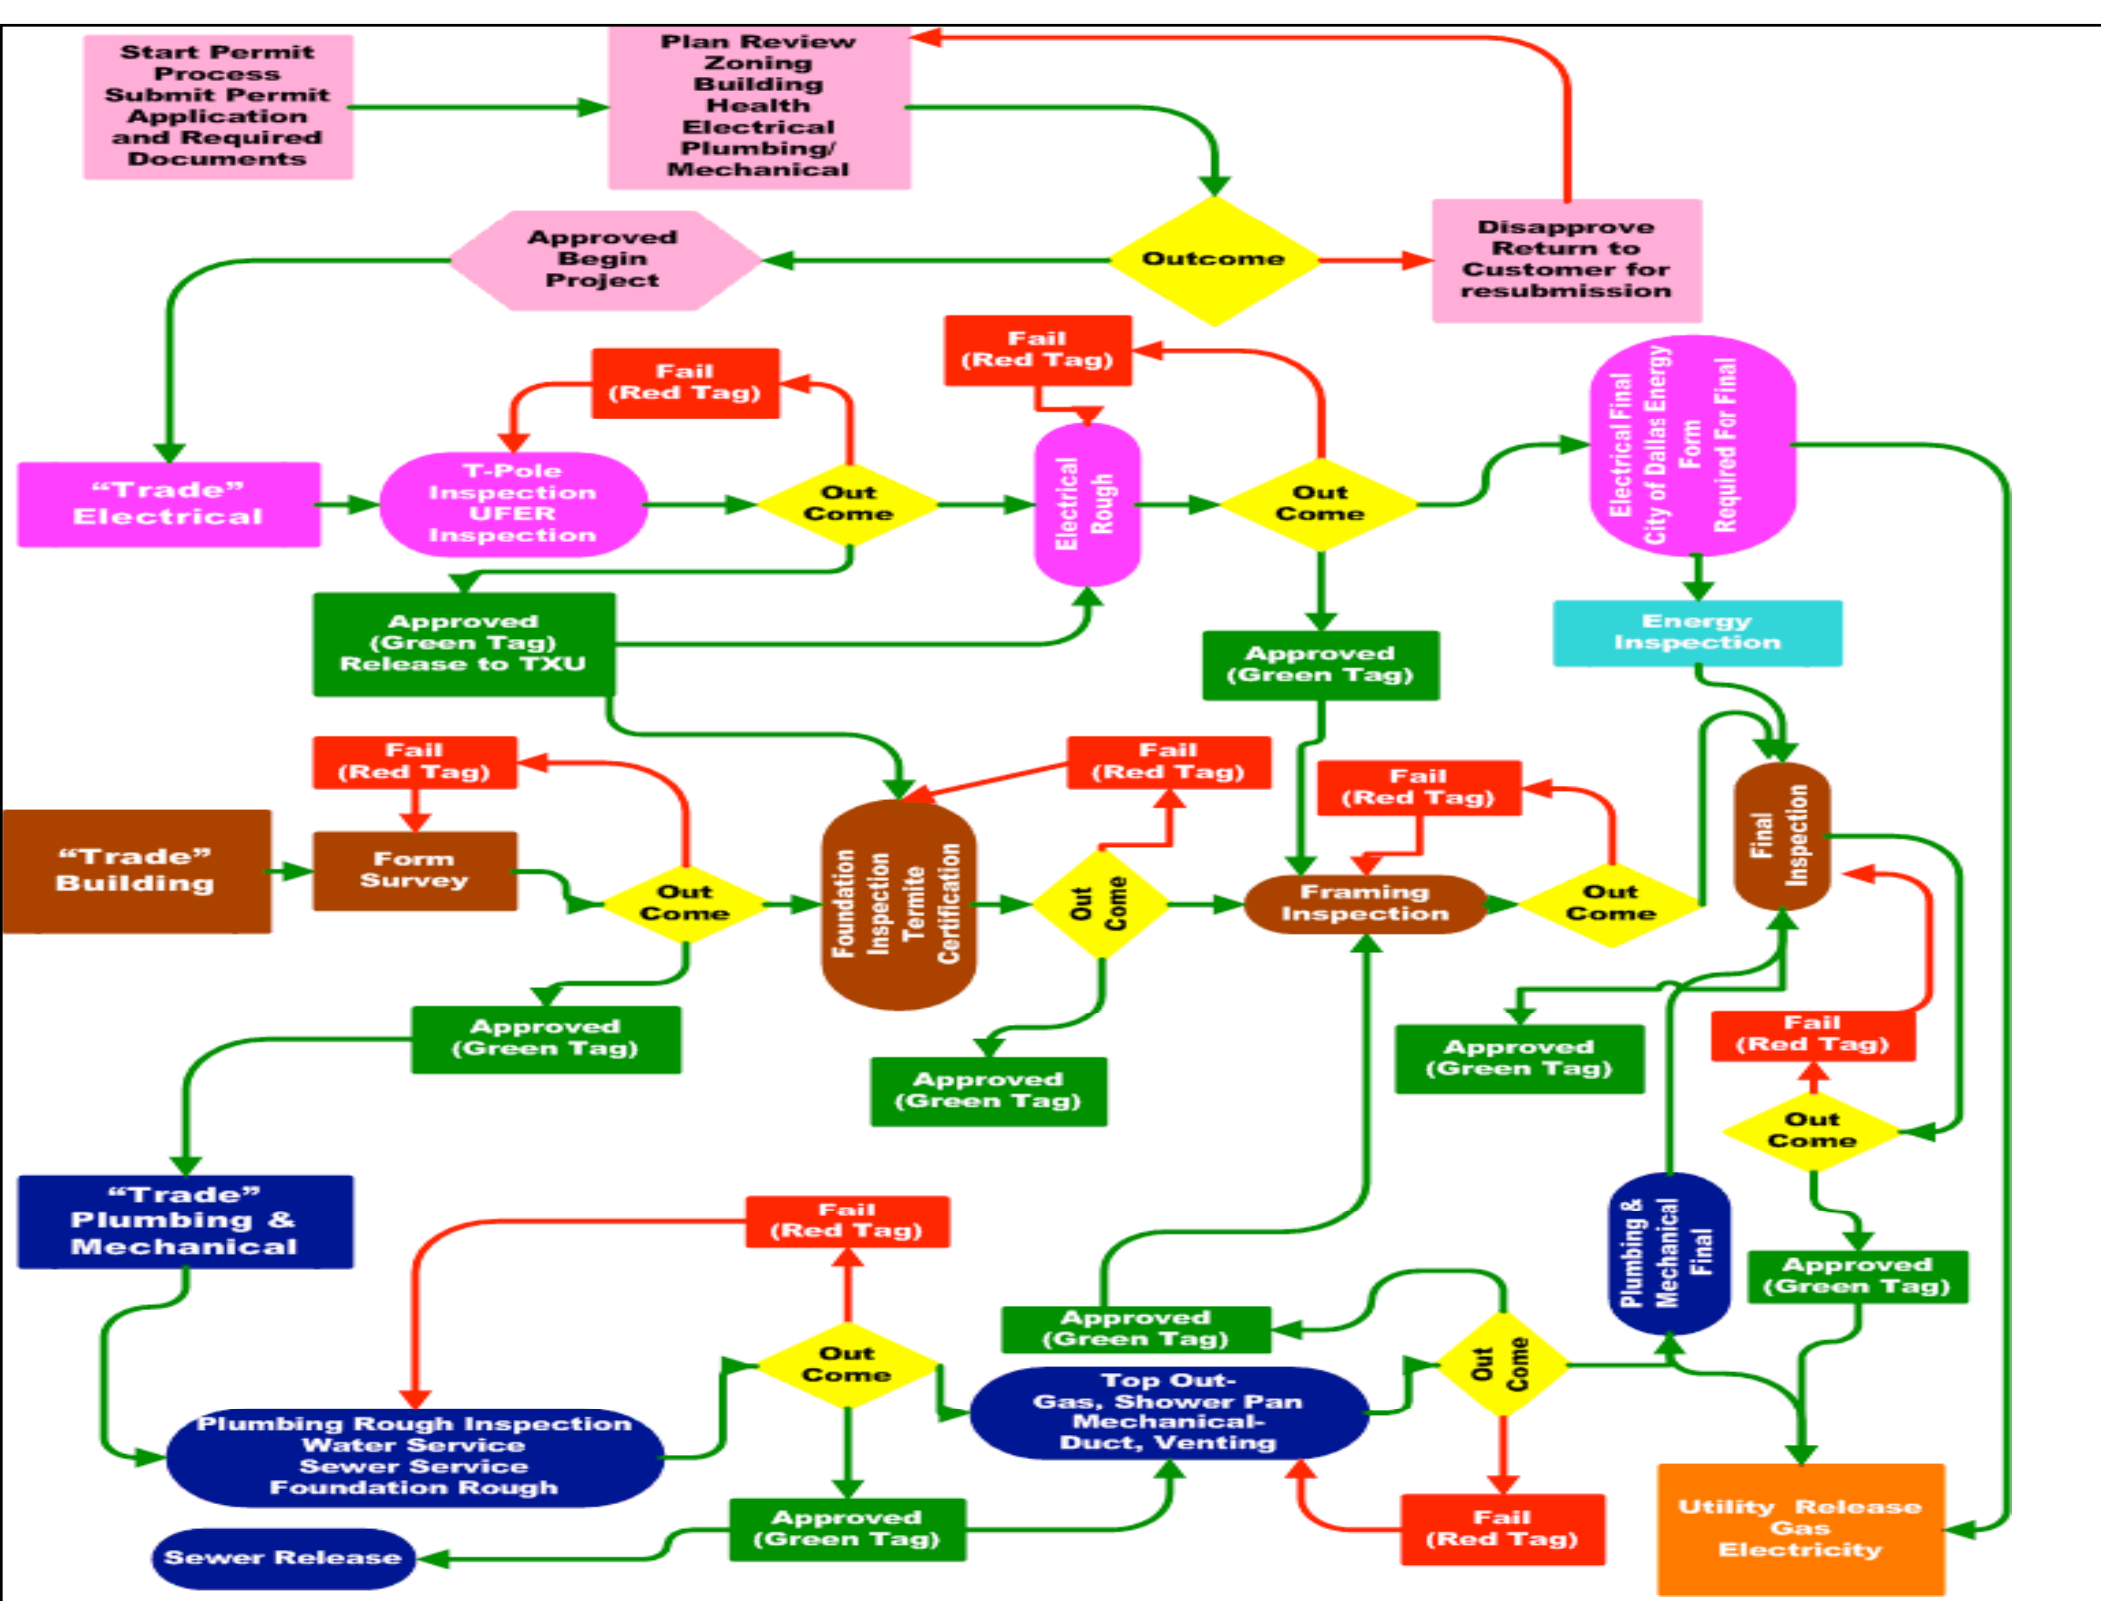 Start Permit
Process
Submit Permit
Application
and Required
Documents
Plan Review
Zoning
Building
Health
Electrical
Plumbing/
Mechanical
Approved
Begin
Project
Outcome
Disapprove
Return to
Customer for
resubmission
Fail
(Red Tag)
Fail
(Red Tag)
“Trade”
Electrical
T-Pole
Inspection
UFER
Inspection
Out
Come
Electrical
Rough
Out
Come
Electrical Final
City of Dallas Energy
Form
Required For Final
Approved
(Green Tag)
Release to TXU
Approved
(Green Tag)
Energy
Inspection
Fail
(Red Tag)
Fail
(Red Tag)
Fail
(Red Tag)
“Trade”
Building
Form
Survey
Out
Come
Foundation
Inspection
Termite
Certification
Out
Come
Framing
Inspection
Out
Come
Final
Inspection
Approved
(Green Tag)
Approved
(Green Tag)
Approved
(Green Tag)
Fail
(Red Tag)
Out
Come
“Trade”
Plumbing &
Mechanical
Fail
(Red Tag)
Plumbing &
Mechanical
Final
Approved
(Green Tag)
Approved
(Green Tag)
Out
Come
Out
Come
Top Out-
Gas, Shower Pan
Mechanical-
Duct, Venting
Plumbing Rough Inspection
Water Service
Sewer Service
Foundation Rough
Approved
(Green Tag)
Fail
(Red Tag)
Utility Release
Gas
Electricity
Sewer Release